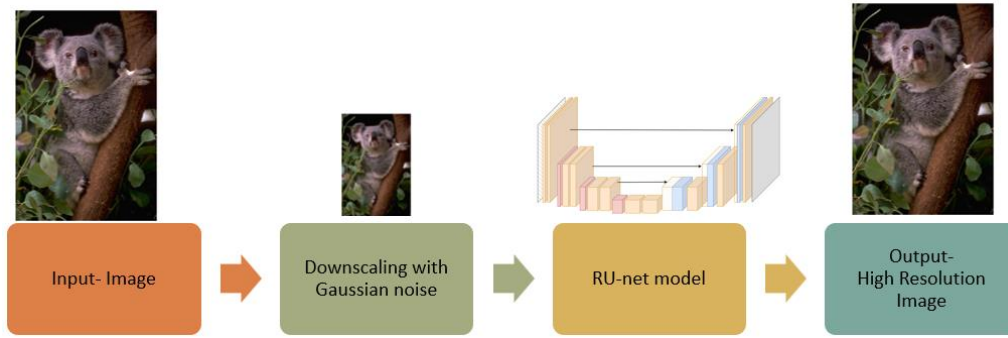 Input- Image
Downscaling with
Gaussian noise
RU-net model
Output-
High Resolution
Image